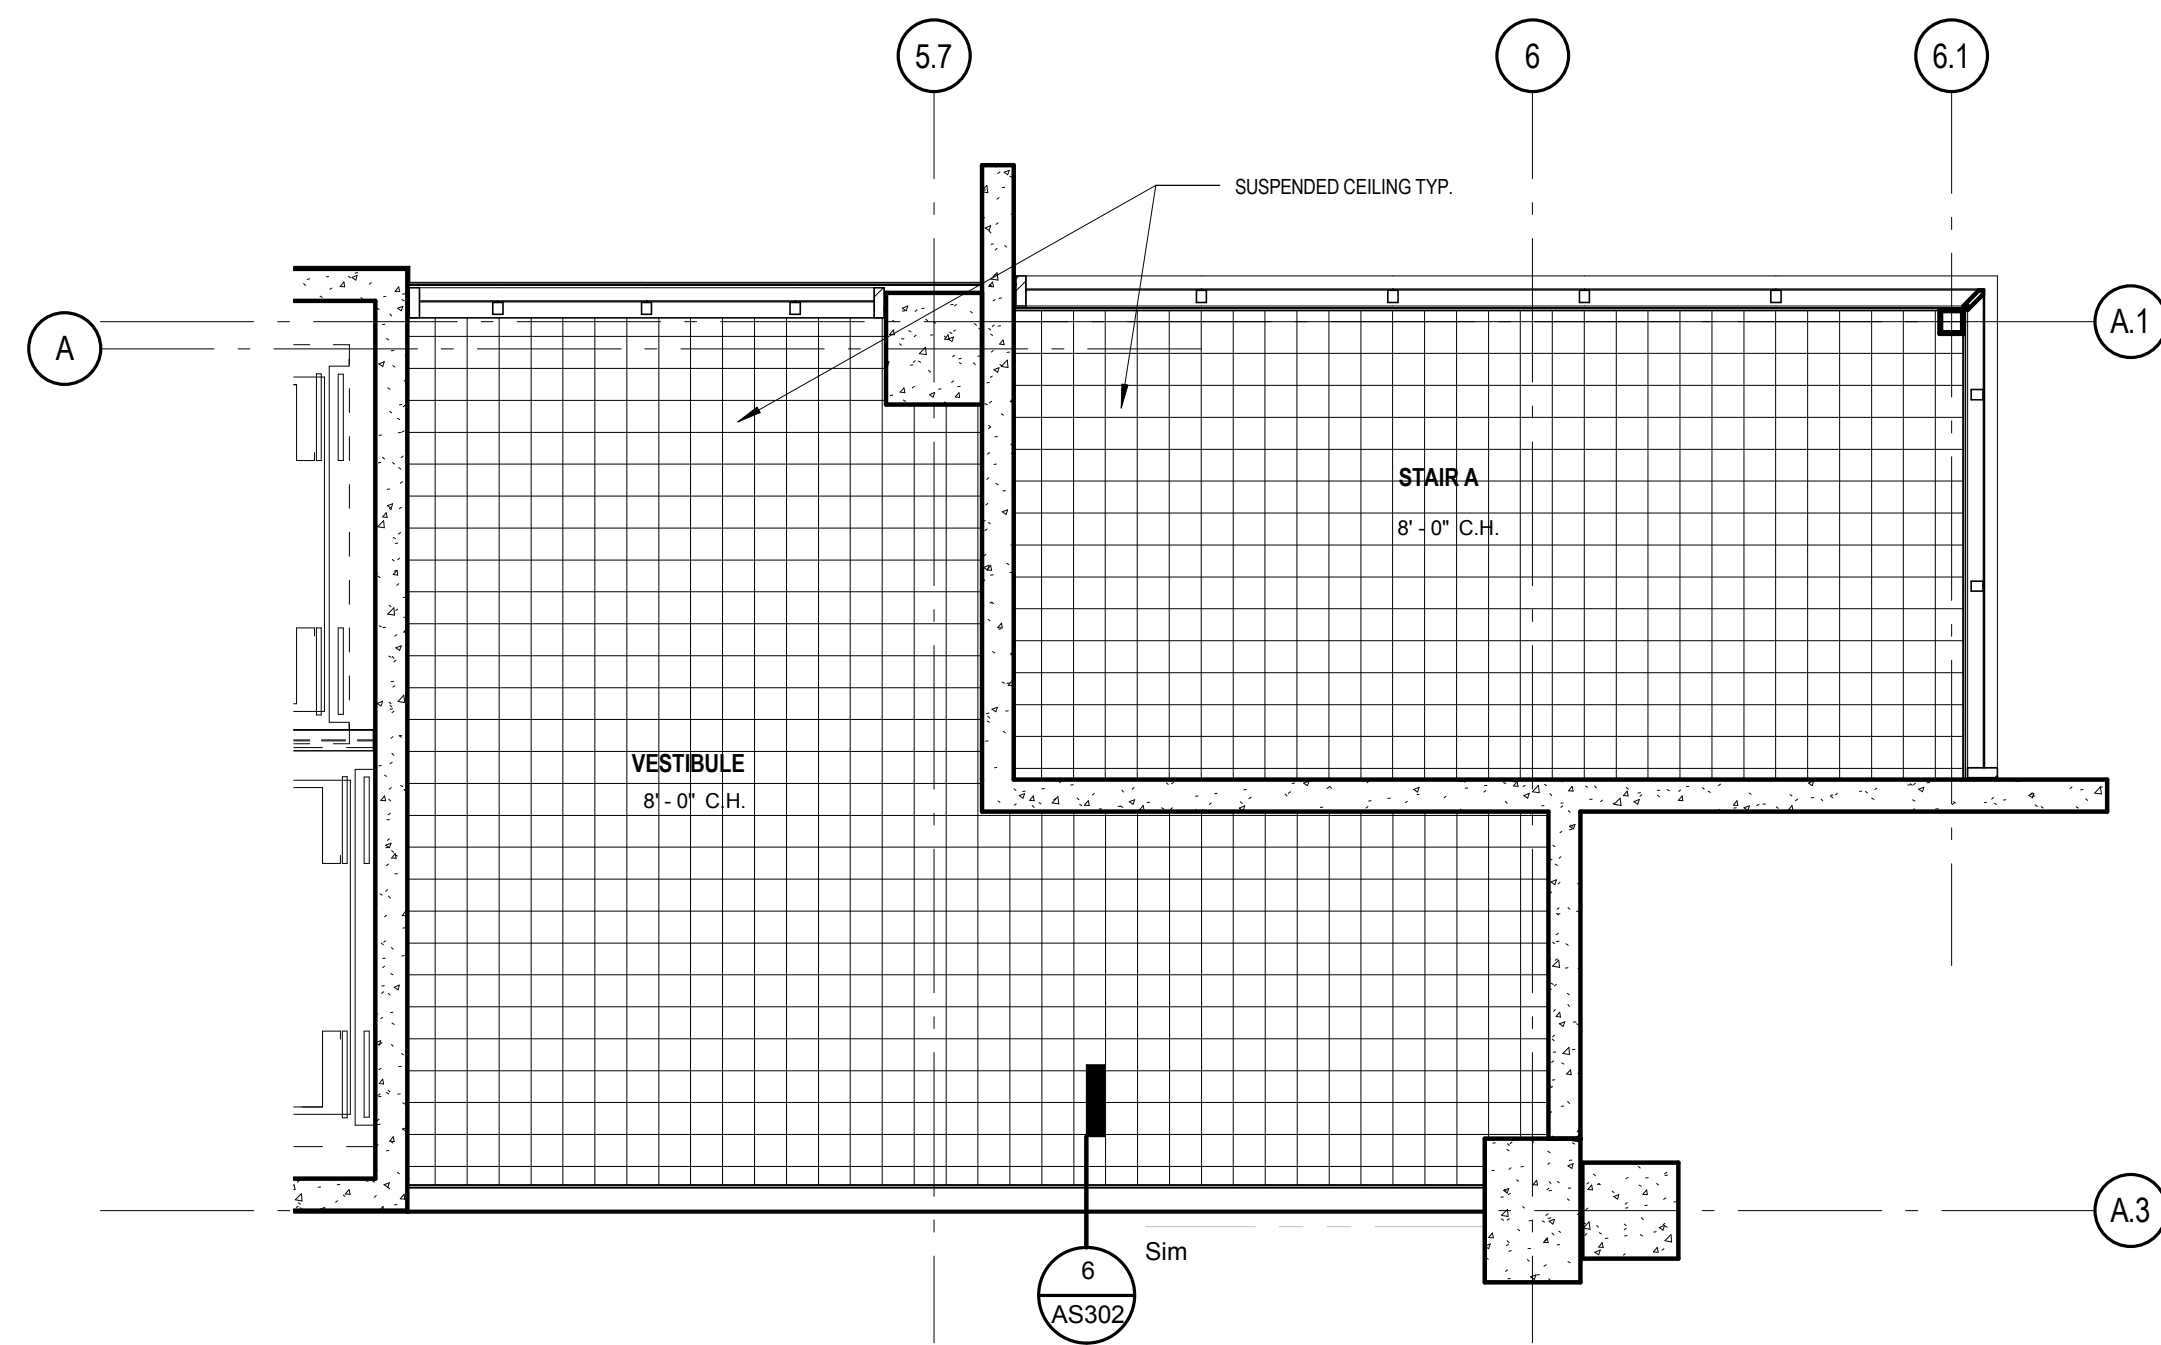 5.7
6
6.1
SUSPENDED CEILING TYP.
A
A.1
STAIR A
8' - 0" C.H.
VESTIBULE
8' - 0" C.H.
A.3
Sim
6
AS302